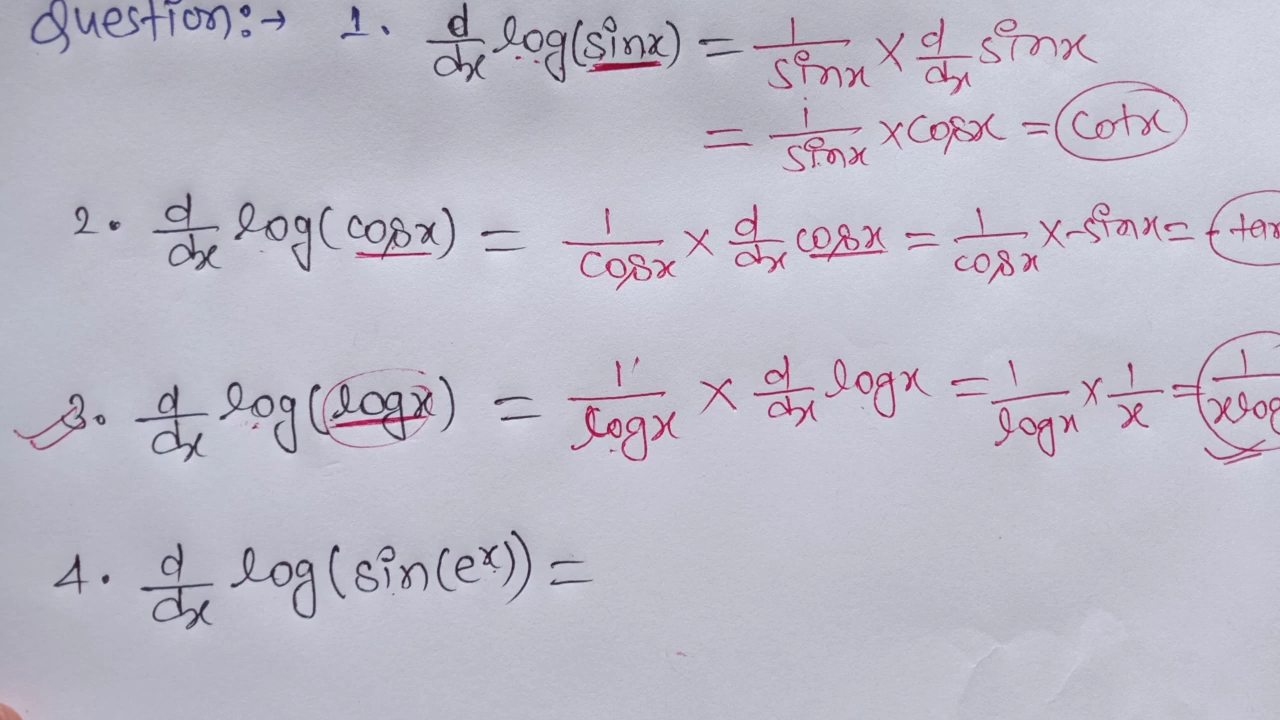 Question:→ 1. d/dx log(sinx) = 1/sinx × d/dx sinx
= 1/sinx × cosx = cotx
2. d/dx log(cosx) = 1/cosx × d/dx cosx = 1/cosx × -sinx = -tan
3. d/dx log(logx) = 1/logx × d/dx logx = 1/logx × 1/x = 1/xlog
4. d/dx log(sin(eˣ)) =